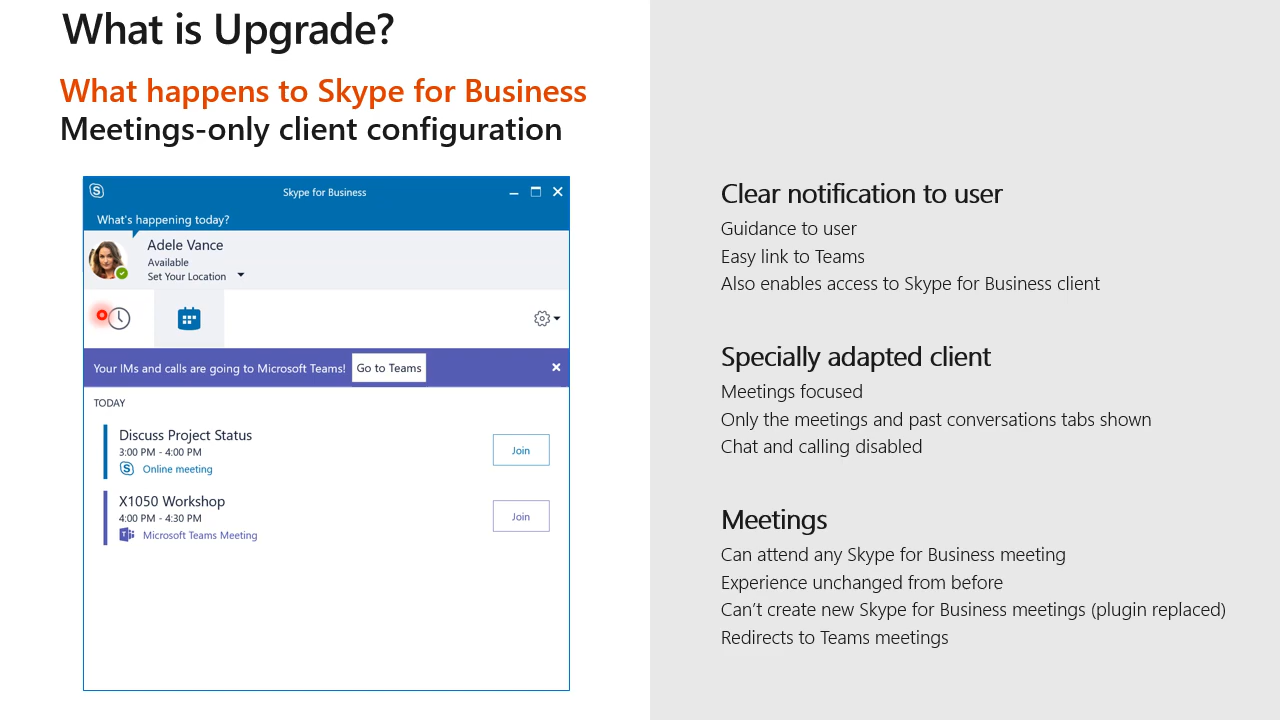 What is Upgrade?
What happens to Skype for Business
Meetings-only client configuration
Skype for Business
What's happening today?
Adele Vance
Available
Set Your Location
Your IMs and calls are going to Microsoft Teams! Go to Teams
TODAY
Discuss Project Status
3:00 PM - 4:00 PM
Online meeting
Join
X1050 Workshop
4:00 PM - 4:30 PM
Microsoft Teams Meeting
Join
Clear notification to user
Guidance to user
Easy link to Teams
Also enables access to Skype for Business client
Specially adapted client
Meetings focused
Only the meetings and past conversations tabs shown
Chat and calling disabled
Meetings
Can attend any Skype for Business meeting
Experience unchanged from before
Can’t create new Skype for Business meetings (plugin replaced)
Redirects to Teams meetings